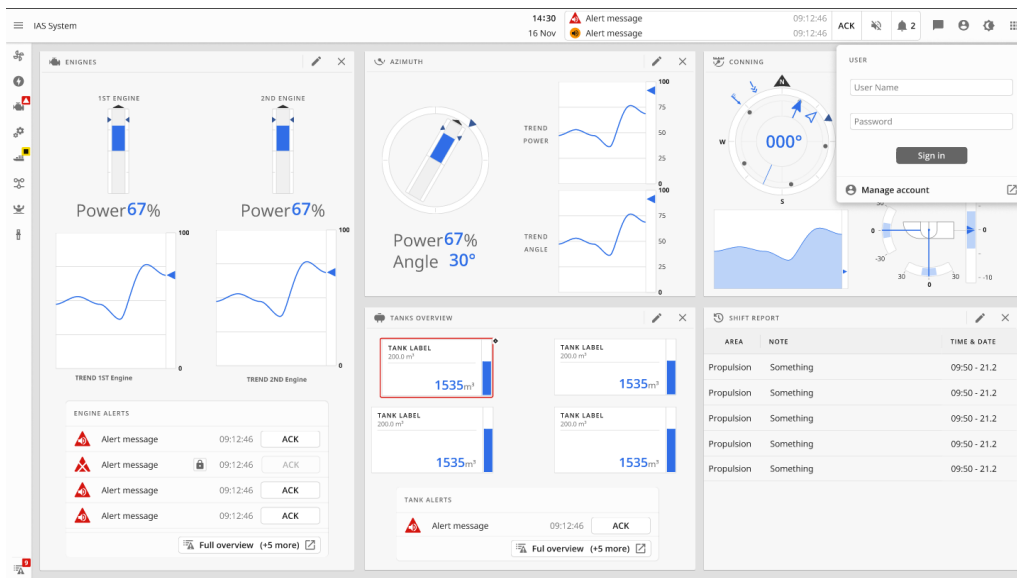 IAS System
14:30
16 Nov
Alert message 09:12:46
Alert message 09:12:46
ACK
2
ENIGNES
1ST ENGINE
2ND ENGINE
Power67%
Power67%
100
0
100
0
TREND 1ST Engine
TREND 2ND Engine
ENGINE ALERTS
Alert message 09:12:46 ACK
Alert message 09:12:46 ACK
Alert message 09:12:46 ACK
Alert message 09:12:46 ACK
Full overview (+5 more)
9
AZIMUTH
Power67%
Angle 30°
TREND
POWER
100
75
50
25
0
TREND
ANGLE
100
75
50
25
0
TANKS OVERVIEW
TANK LABEL
200.0 m³
1535m³
TANK LABEL
200.0 m³
1535m³
TANK LABEL
200.0 m³
1535m³
TANK LABEL
200.0 m³
1535m³
TANK ALERTS
Alert message 09:12:46 ACK
Ful overview (+5 more)
CONNING
N
W
000°
S
0
-30
30
0
30
0
-10
USER
User Name
Password
Sign in
Manage account
SHIFT REPORT
AREA NOTE TIME & DATE
Propulsion Something 09:50 - 21.2
Propulsion Something 09:50 - 21.2
Propulsion Something 09:50 - 21.2
Propulsion Something 09:50 - 21.2
Propulsion Something 09:50 - 21.2